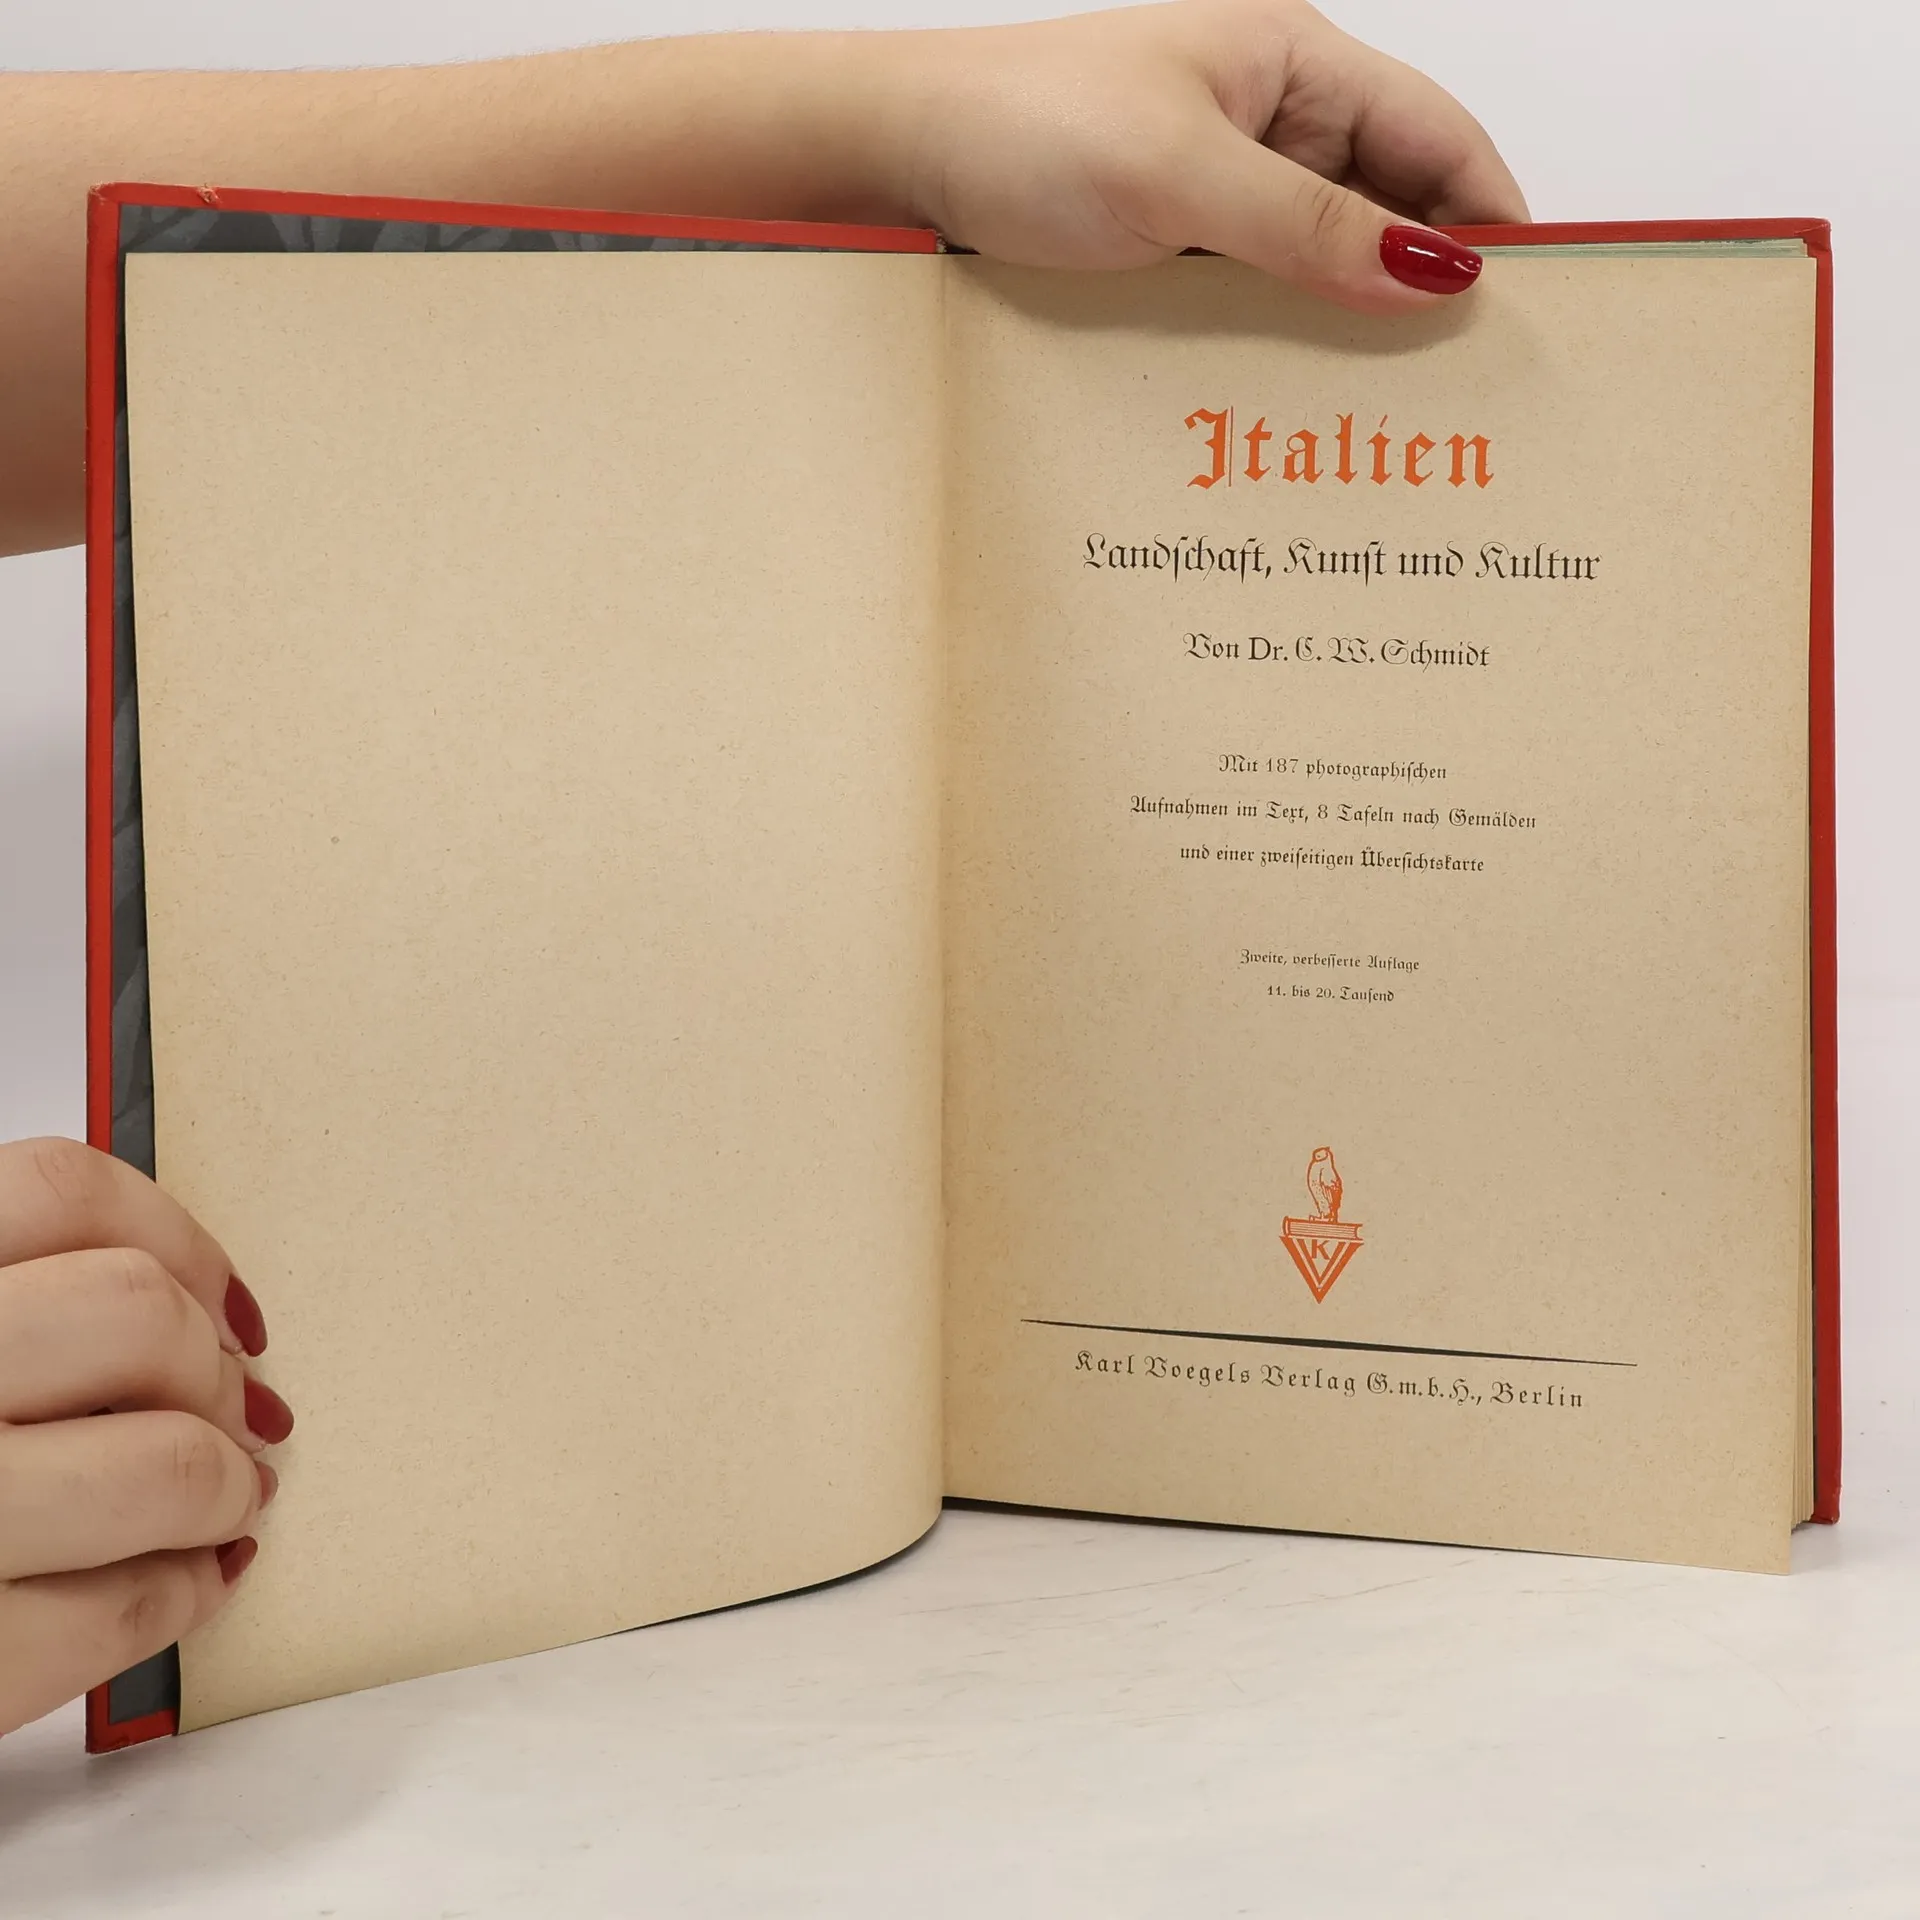 Italien
Landschaft, Kunst und Kultur
Von Dr. C. W. Schmidt
Mit 187 photographischen
Aufnahmen im Text, 8 Tafeln nach Gemälden
und einer zweiseitigen Übersichtskarte
Zweite, verbesserte Auflage
11. bis 20. Tausend
KV
Karl Voegels Verlag G.m.b.H., Berlin